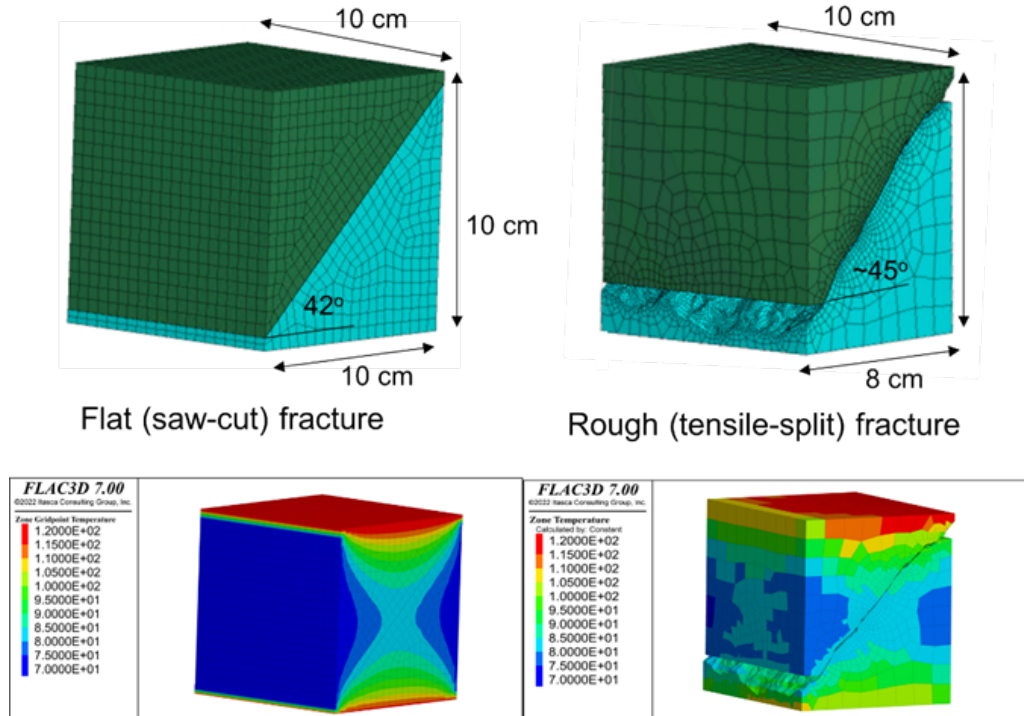 10 cm
10 cm
10 cm
42°
~45°
10 cm
8 cm
Flat (saw-cut) fracture
Rough (tensile-split) fracture
FLAC3D 7.00
©2022 Itasca Consulting Group, Inc.
Zone Gridpoint Temperature
1.2000E+02
1.1500E+02
1.1000E+02
1.0500E+02
1.0000E+02
9.5000E+01
9.0000E+01
8.5000E+01
8.0000E+01
7.5000E+01
7.0000E+01
FLAC3D 7.00
©2022 Itasca Consulting Group, Inc.
Zone Temperature
Calculated by: Constant
1.2000E+02
1.1500E+02
1.1000E+02
1.0500E+02
1.0000E+02
9.5000E+01
9.0000E+01
8.5000E+01
8.0000E+01
7.5000E+01
7.0000E+01